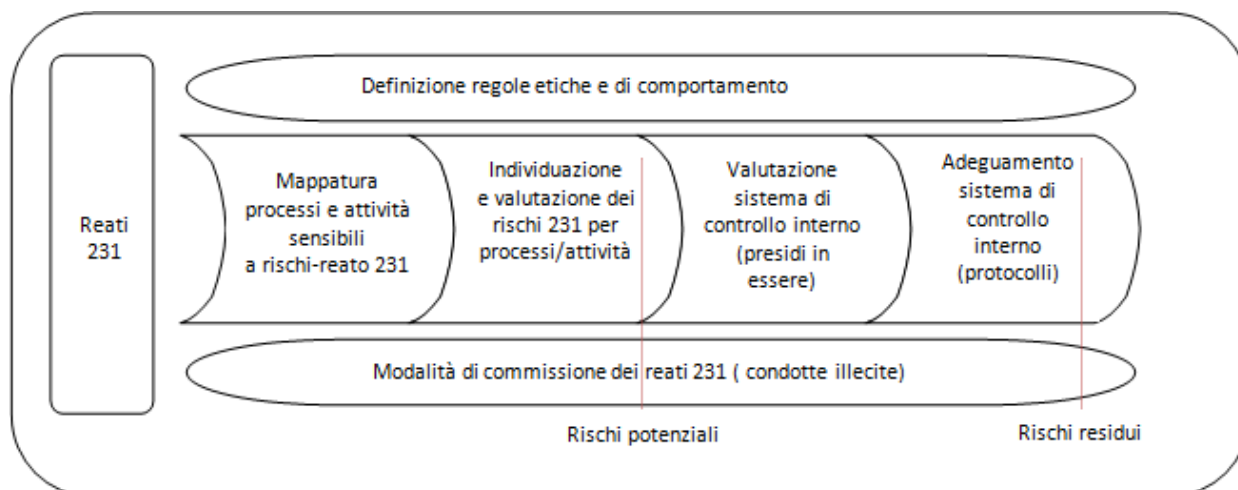 Definizione regole etiche e di comportamento
Reati
231
Mappatura
processi e attività
sensibili
a rischi-reato 231
Individuazione
e valutazione dei
rischi 231 per
processi/attività
Valutazione
sistema di
controllo interno
(presidi in
essere)
Adeguamento
sistema di
controllo
interno
(protocolli)
Modalità di commissione dei reati 231 ( condotte illecite)
Rischi potenziali
Rischi residui